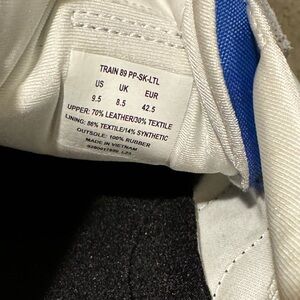 TRAIN 89 PP-SK-LTL
US UK EUR
9.5 8.5 42.5
UPPER: 70% LEATHER/30% TEXTILE
LINING: 86% TEXTILE/14% SYNTHETIC
OUTSOLE: 100% RUBBER
MADE IN VIETNAM